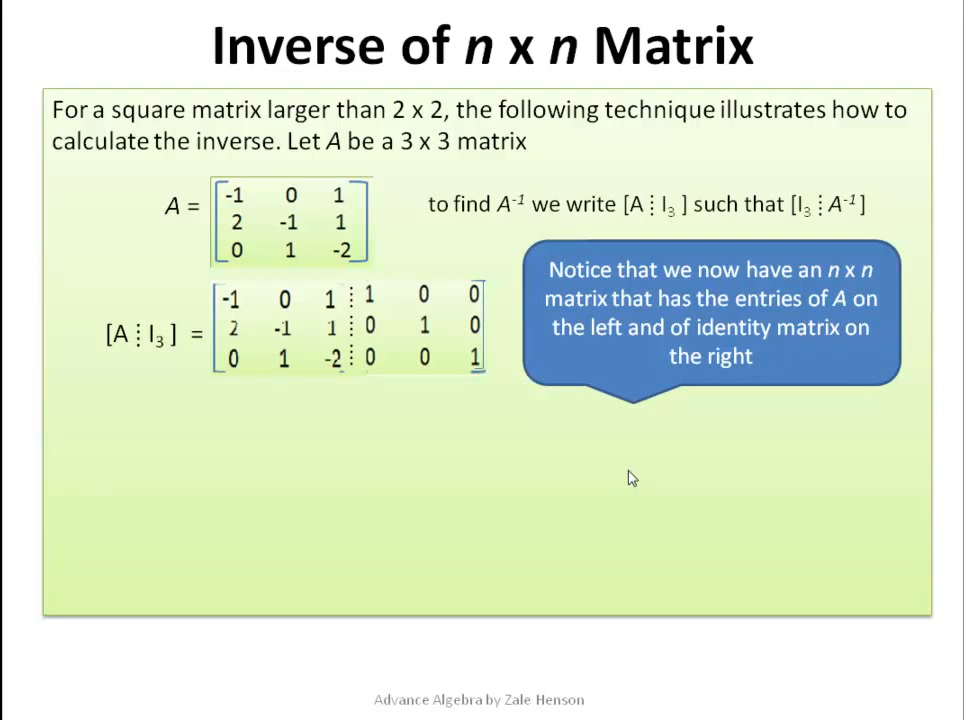 Inverse of n x n Matrix
For a square matrix larger than 2 x 2, the following technique illustrates how to
calculate the inverse. Let A be a 3 x 3 matrix
A =
-1 0 1
2 -1 1
0 1 -2
to find A⁻¹ we write [A ⋮ I₃ ] such that [I₃ ⋮ A⁻¹ ]
[A ⋮ I₃ ] =
-1 0 1 ⋮ 1 0 0
2 -1 1 ⋮ 0 1 0
0 1 -2 ⋮ 0 0 1
Notice that we now have an n x n
matrix that has the entries of A on
the left and of identity matrix on
the right
Advance Algebra by Zale Henson